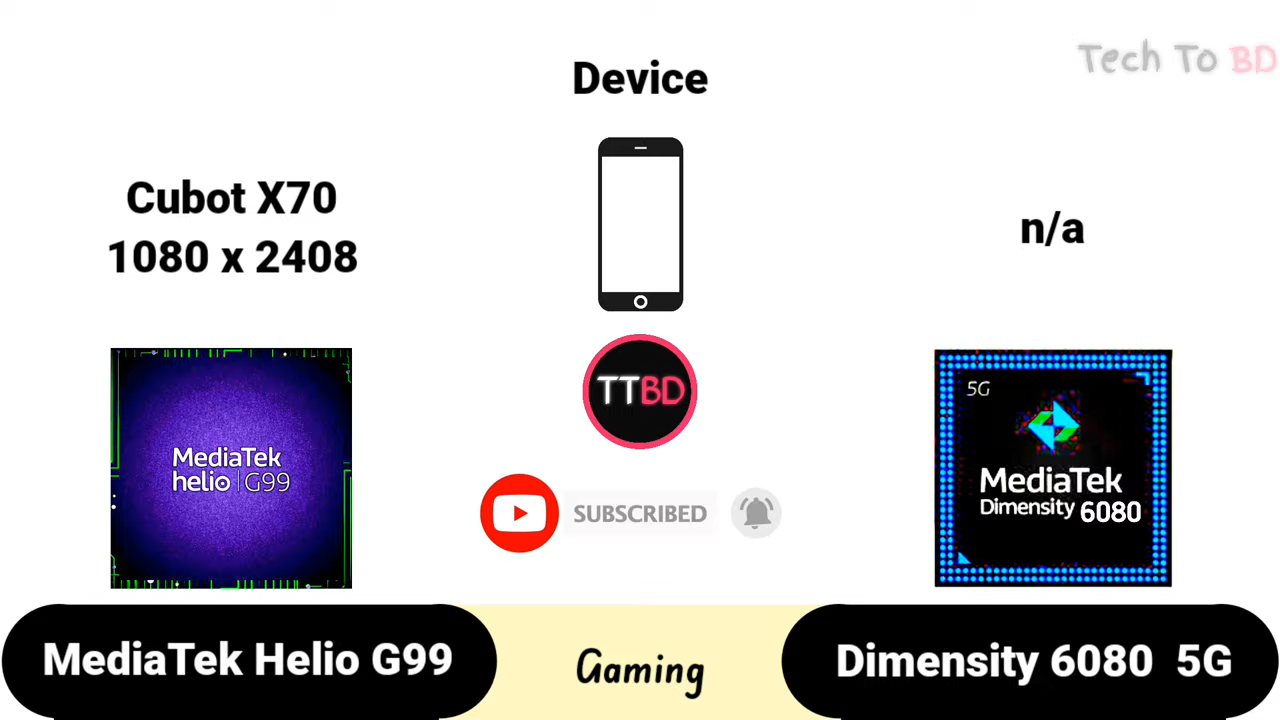 Tech To BD
Device
Cubot X70
1080 x 2408
n/a
TTBD
MediaTek
helio G99
SUBSCRIBED
5G
MediaTek
Dimensity 6080
MediaTek Helio G99
Gaming
Dimensity 6080 5G